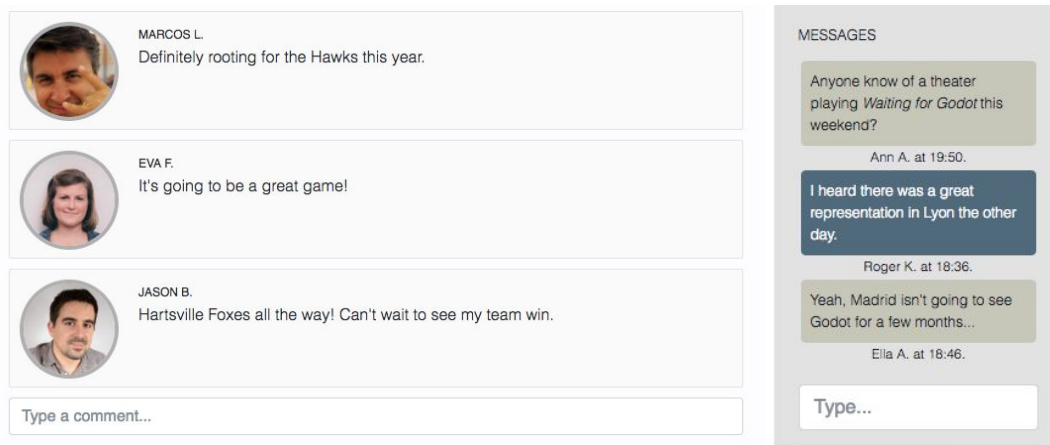 MARCOS L.
Definitely rooting for the Hawks this year.
EVA F.
It's going to be a great game!
JASON B.
Hartsville Foxes all the way! Can't wait to see my team win.
Type a comment...
MESSAGES
Anyone know of a theater
playing Waiting for Godot this
weekend?
Ann A. at 19:50.
I heard there was a great
representation in Lyon the other
day.
Roger K. at 18:36.
Yeah, Madrid isn't going to see
Godot for a few months...
Ella A. at 18:46.
Type...